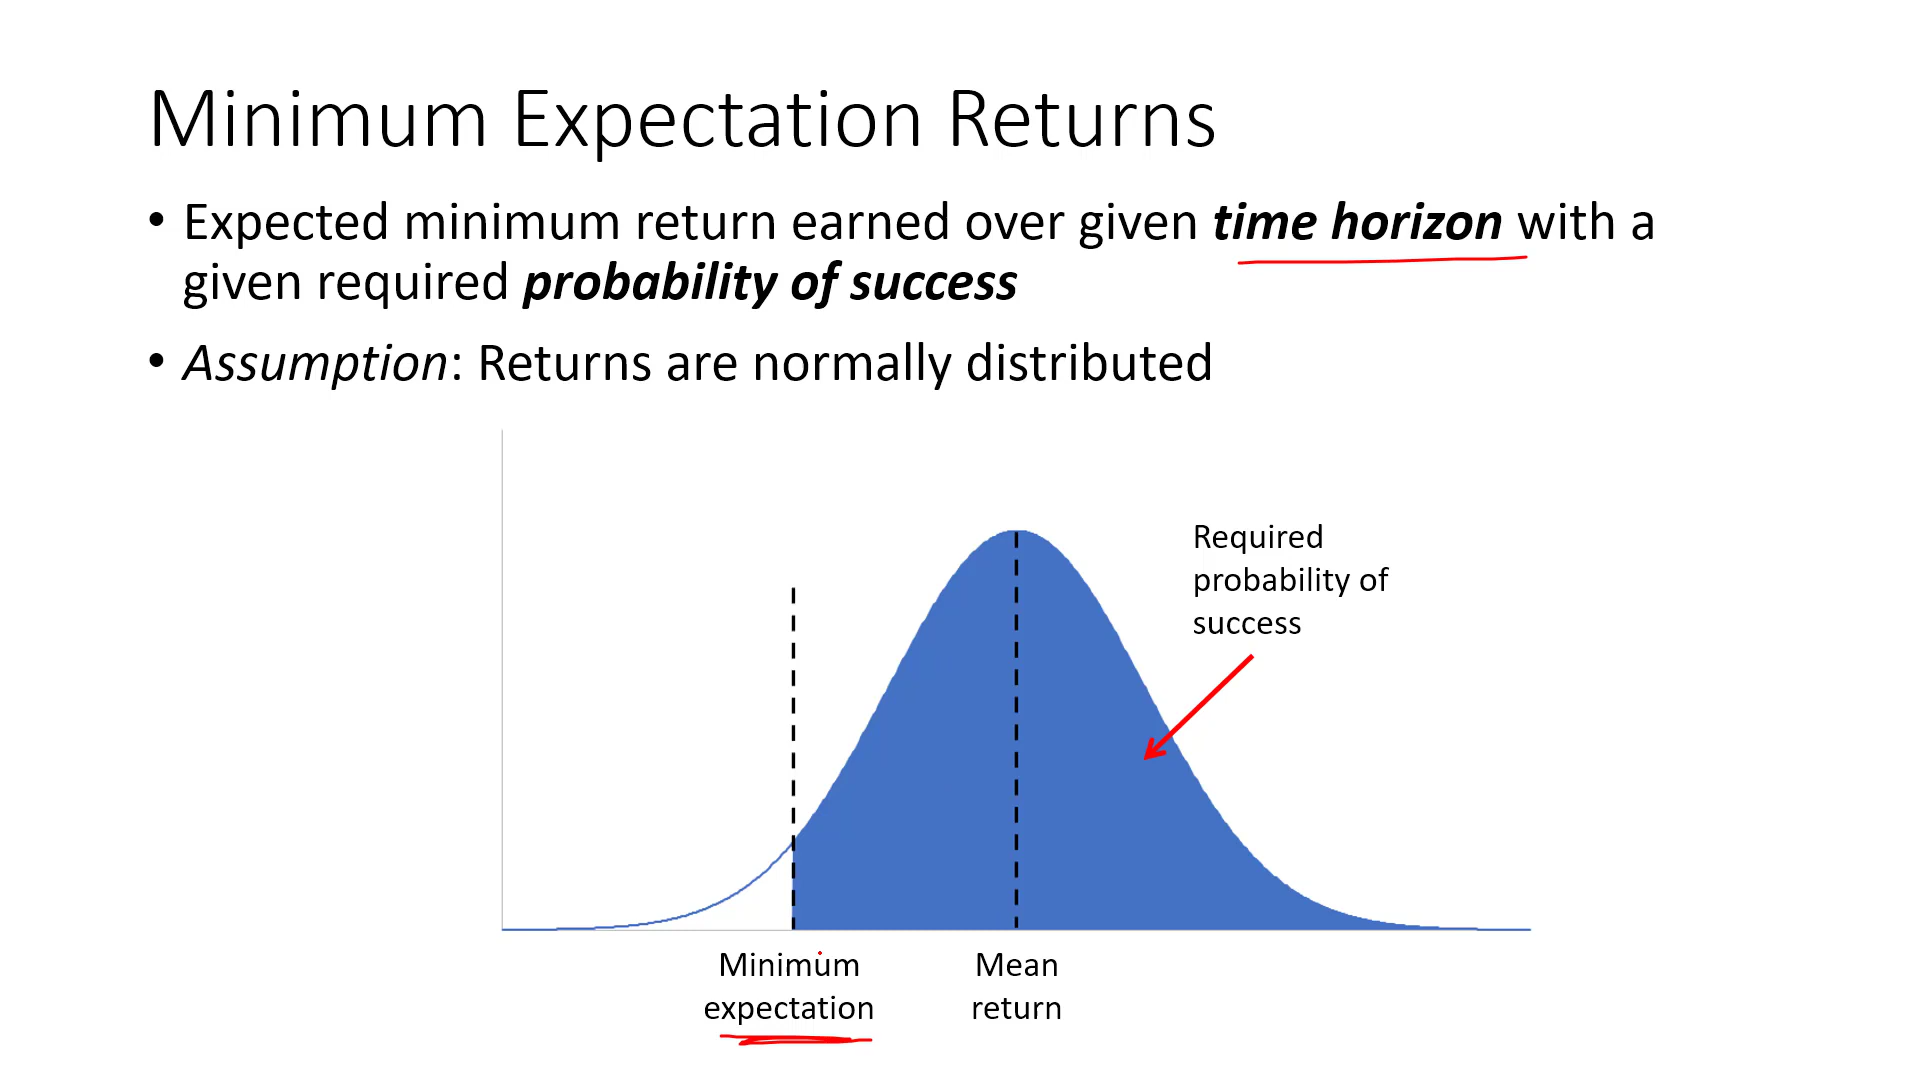 Minimum Expectation Returns
• Expected minimum return earned over given time horizon with a
given required probability of success
• Assumption: Returns are normally distributed
Required
probability of
success
Minimum
expectation
Mean
return